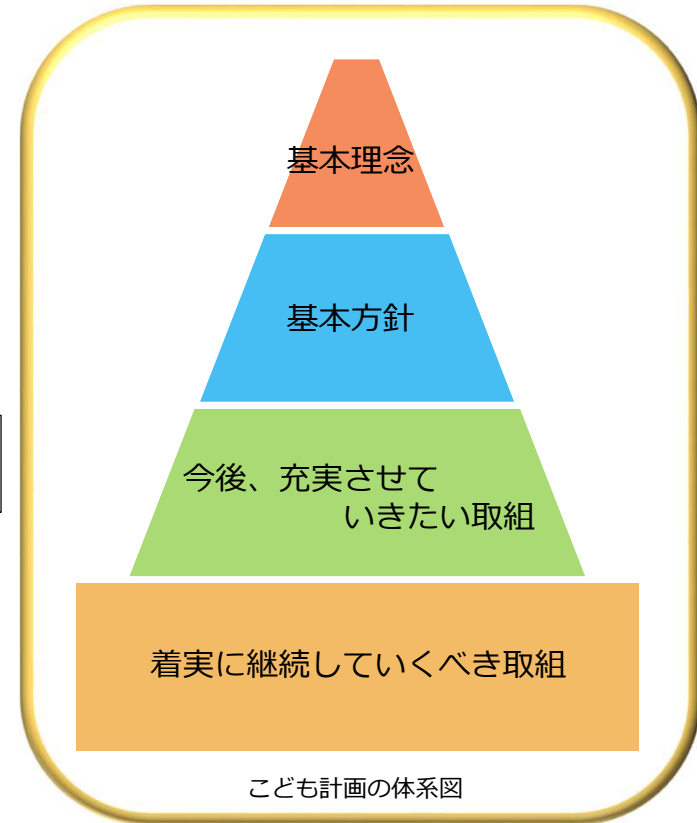 基本理念
基本方針
今後、充実させて
いきたい取組
着実に継続していくべき取組
こども計画の体系図